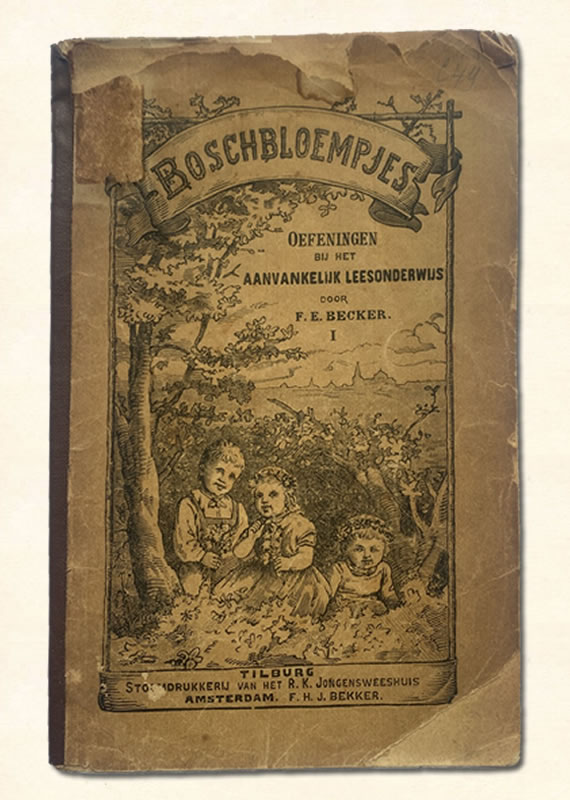 BOSCHBLOEMPJES
OEFENINGEN
BIJ HET
AANVANKELIJK LEESONDERWIJS
DOOR
F. E. BECKER.
I
TILBURG
STOOMDRUKKERIJ VAN HET R. K. JONGENSWEESHUIS
AMSTERDAM. F. H. J. BEKKER.